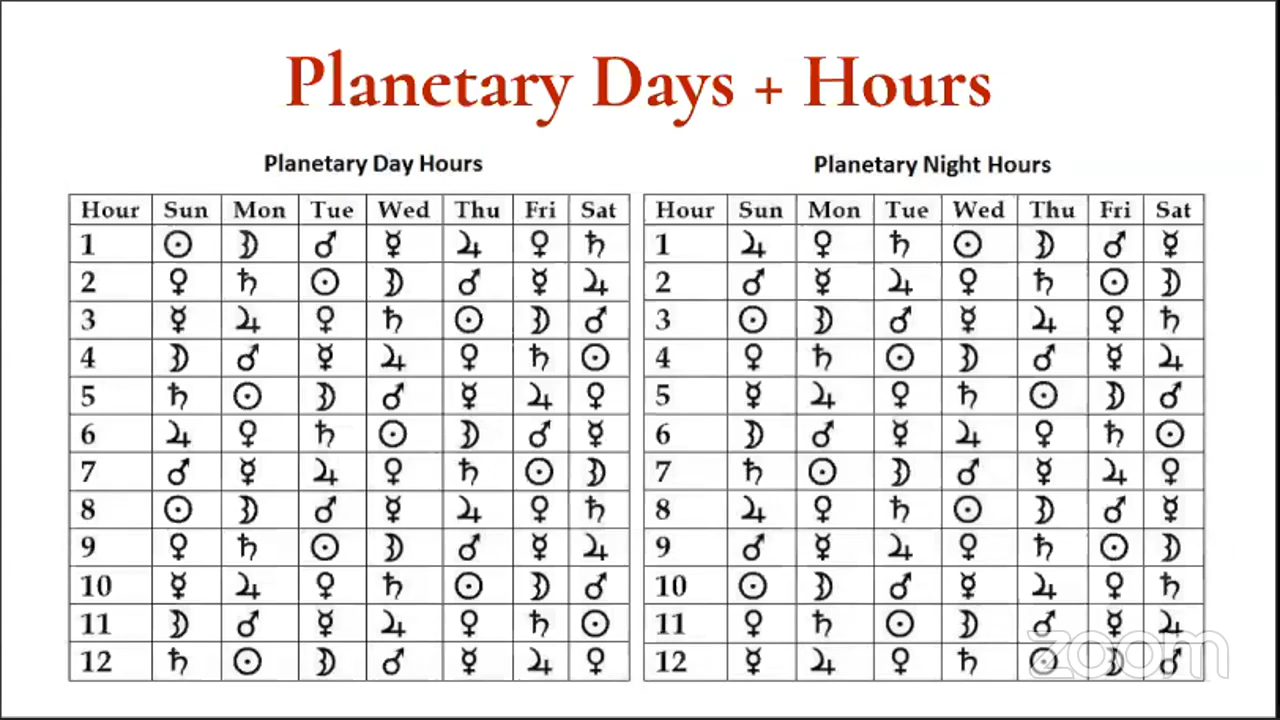 Planetary Days + Hours
Planetary Day Hours
Hour Sun Mon Tue Wed Thu Fri Sat
1 ☉ ☽ ♂ ☿ ♃ ♀ ♄
2 ♀ ♄ ☉ ☽ ♂ ☿ ♃
3 ☿ ♃ ♀ ♄ ☉ ☽ ♂
4 ☽ ♂ ☿ ♃ ♀ ♄ ☉
5 ♄ ☉ ☽ ♂ ☿ ♃ ♀
6 ♃ ♀ ♄ ☉ ☽ ♂ ☿
7 ♂ ☿ ♃ ♀ ♄ ☉ ☽
8 ☉ ☽ ♂ ☿ ♃ ♀ ♄
9 ♀ ♄ ☉ ☽ ♂ ☿ ♃
10 ☿ ♃ ♀ ♄ ☉ ☽ ♂
11 ☽ ♂ ☿ ♃ ♀ ♄ ☉
12 ♄ ☉ ☽ ♂ ☿ ♃ ♀
Planetary Night Hours
Hour Sun Mon Tue Wed Thu Fri Sat
1 ♃ ♀ ♄ ☉ ☽ ♂ ☿
2 ♂ ☿ ♃ ♀ ♄ ☉ ☽
3 ☉ ☽ ♂ ☿ ♃ ♀ ♄
4 ♀ ♄ ☉ ☽ ♂ ☿ ♃
5 ☿ ♃ ♀ ♄ ☉ ☽ ♂
6 ☽ ♂ ☿ ♃ ♀ ♄ ☉
7 ♄ ☉ ☽ ♂ ☿ ♃ ♀
8 ♃ ♀ ♄ ☉ ☽ ♂ ☿
9 ♂ ☿ ♃ ♀ ♄ ☉ ☽
10 ☉ ☽ ♂ ☿ ♃ ♀ ♄
11 ♀ ♄ ☉ ☽ ♂ ☿ ♃
12 ☿ ♃ ♀ ♄ ☉ ☽ ♂
zoom